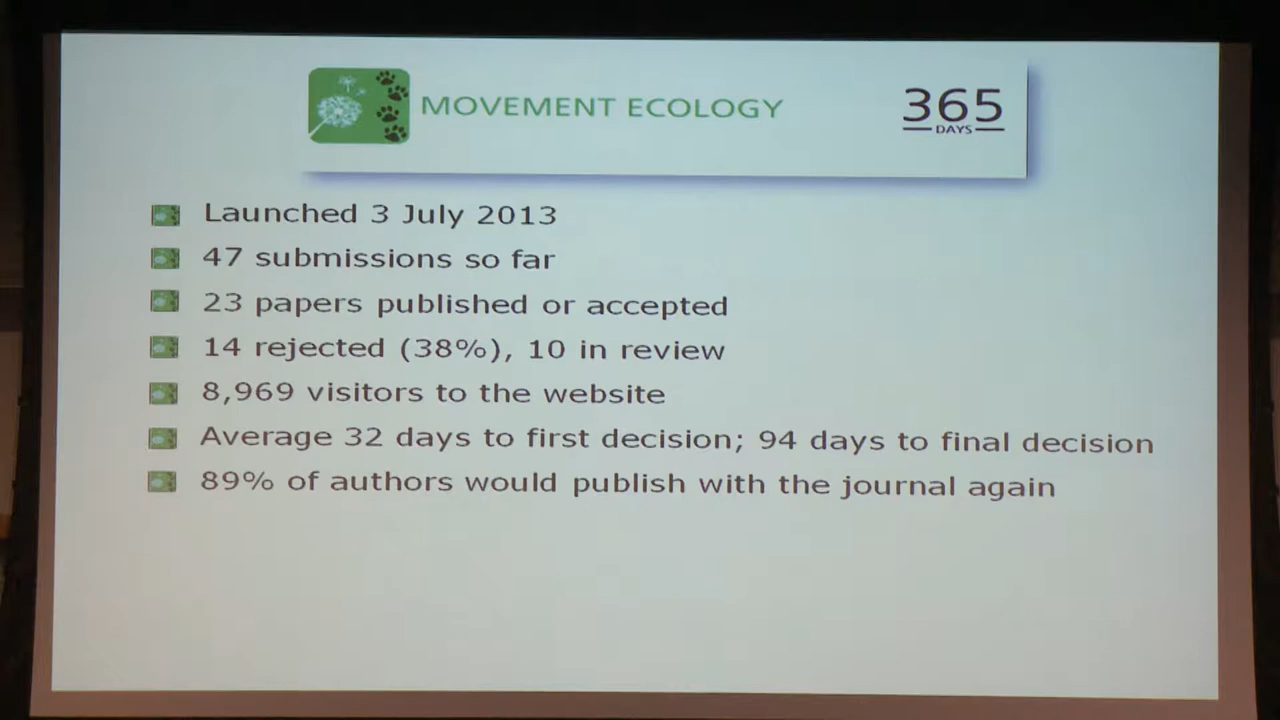 MOVEMENT ECOLOGY
365
DAYS
Launched 3 July 2013
47 submissions so far
23 papers published or accepted
14 rejected (38%), 10 in review
8,969 visitors to the website
Average 32 days to first decision; 94 days to final decision
89% of authors would publish with the journal again